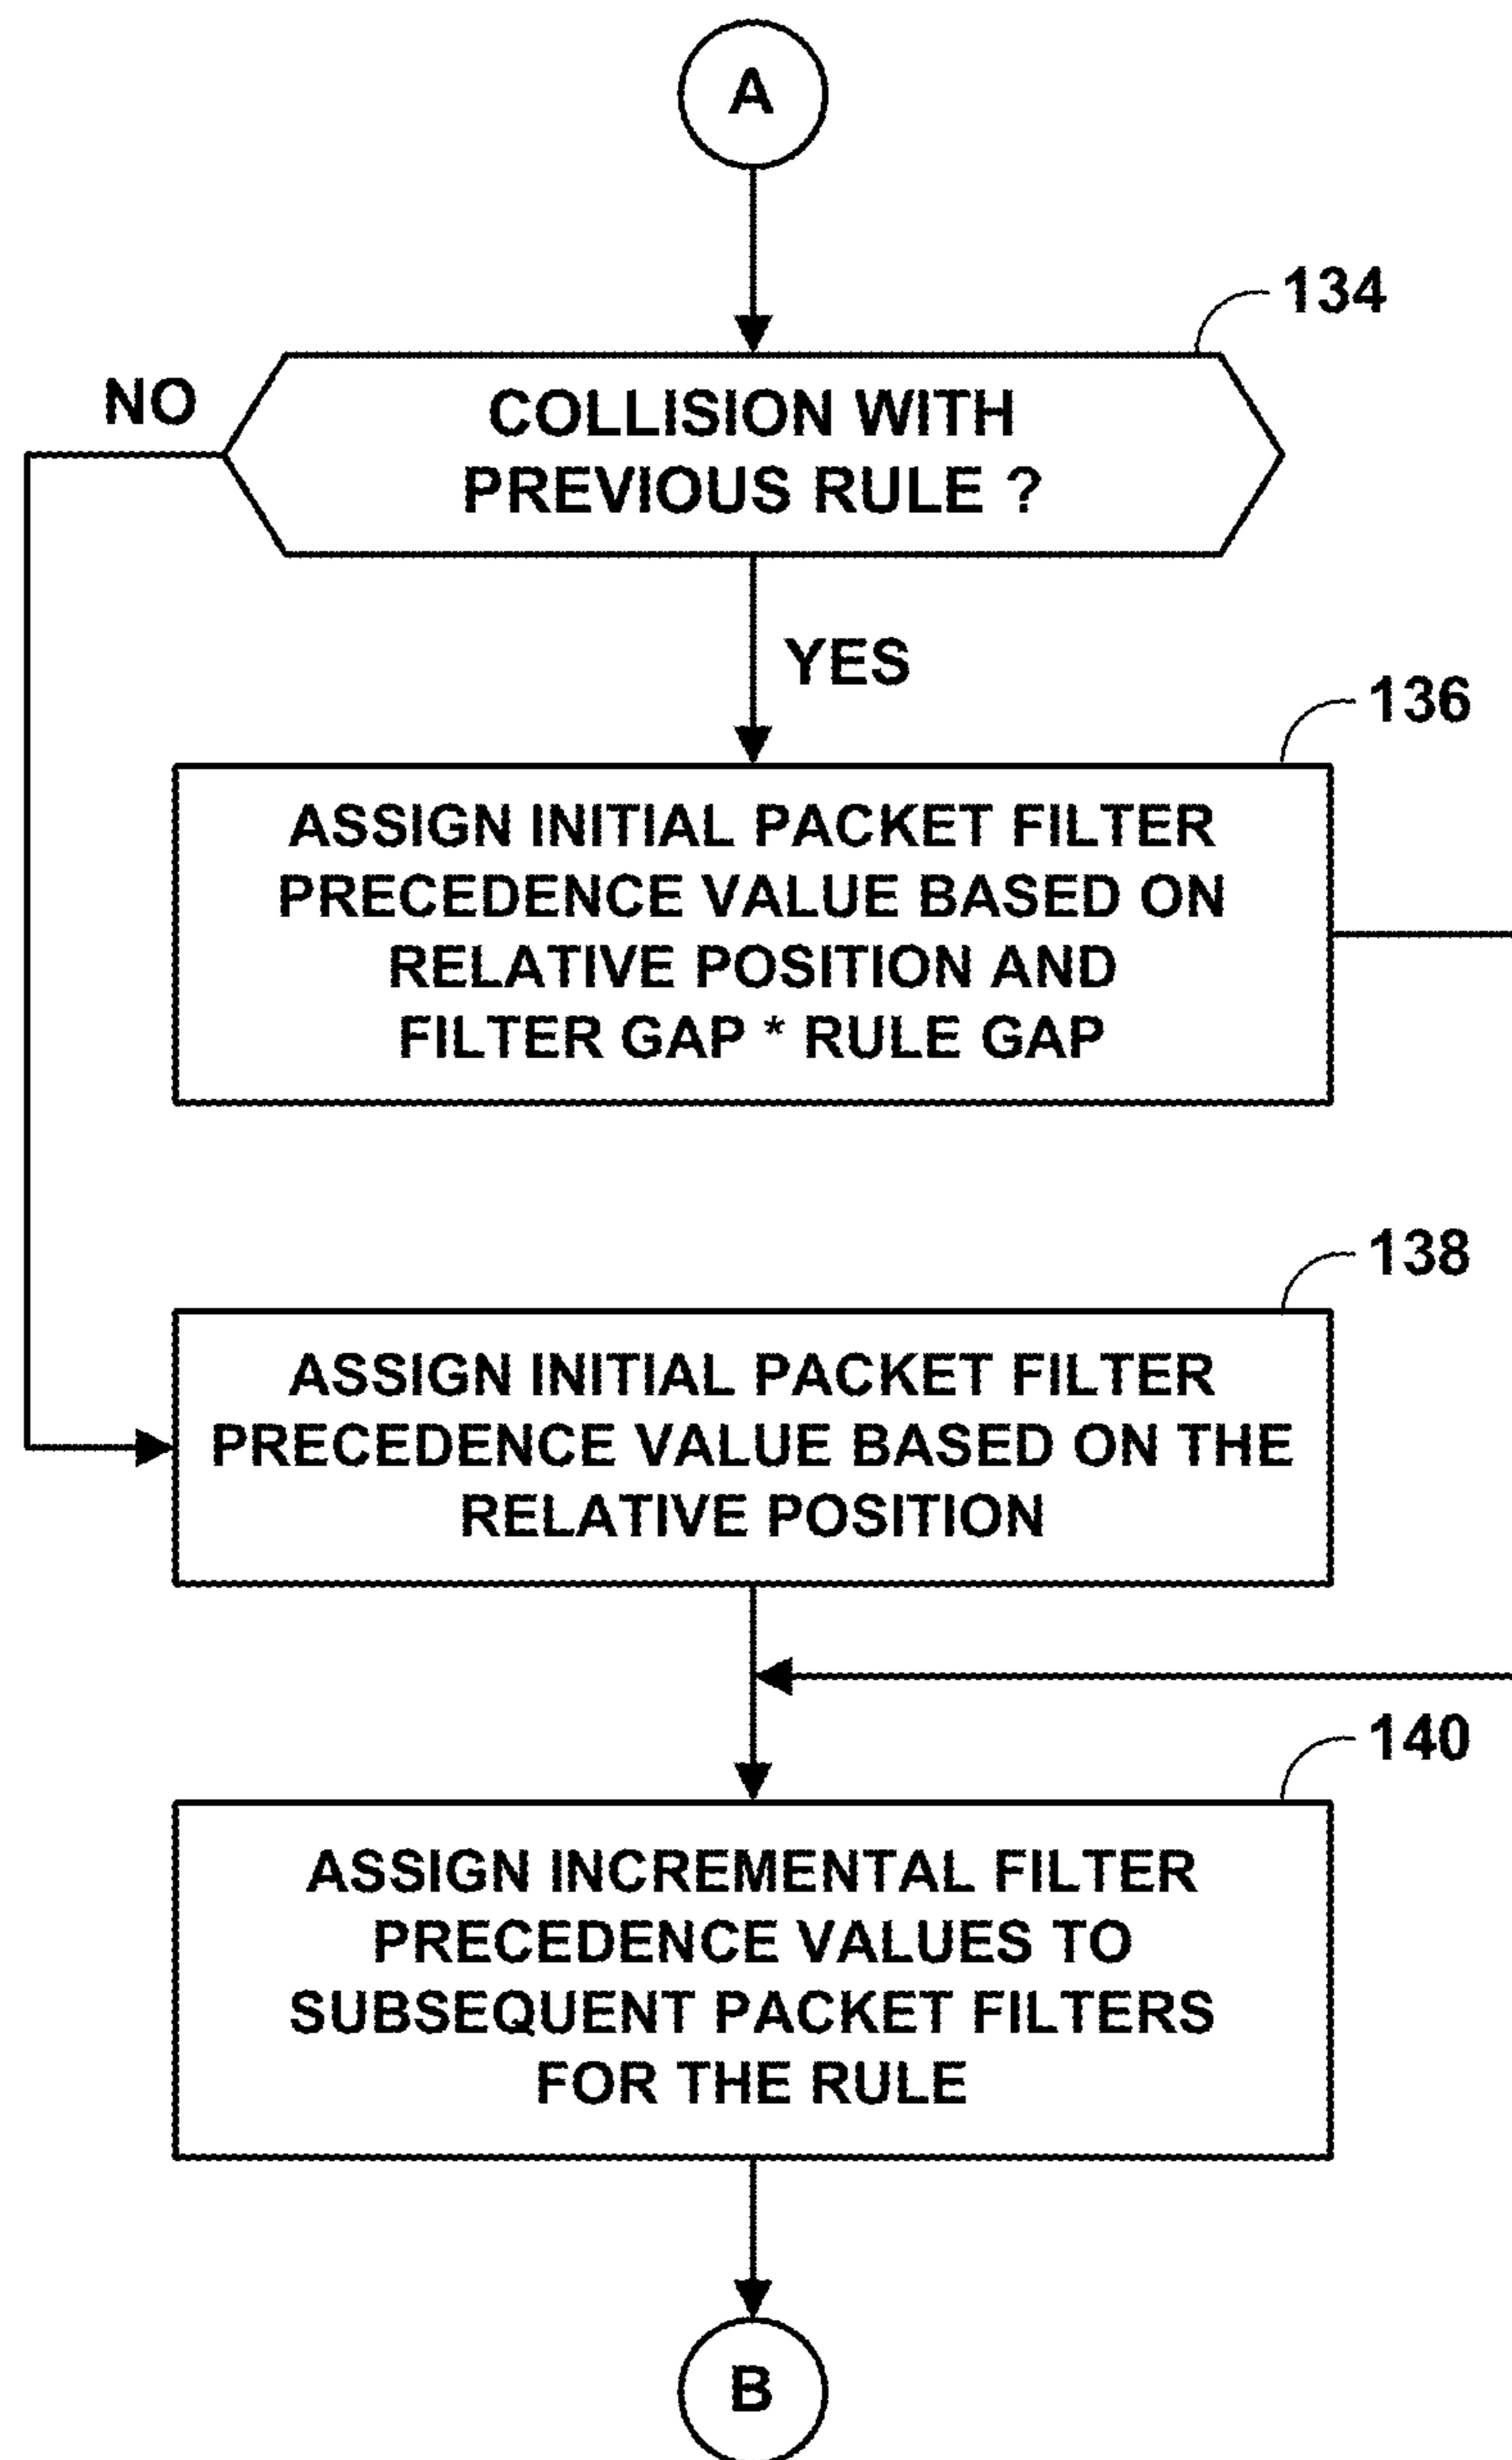 A
134
NO
COLLISION WITH
PREVIOUS RULE ?
YES
136
ASSIGN INITIAL PACKET FILTER
PRECEDENCE VALUE BASED ON
RELATIVE POSITION AND
FILTER GAP * RULE GAP
138
ASSIGN INITIAL PACKET FILTER
PRECEDENCE VALUE BASED ON THE
RELATIVE POSITION
140
ASSIGN INCREMENTAL FILTER
PRECEDENCE VALUES TO
SUBSEQUENT PACKET FILTERS
FOR THE RULE
B